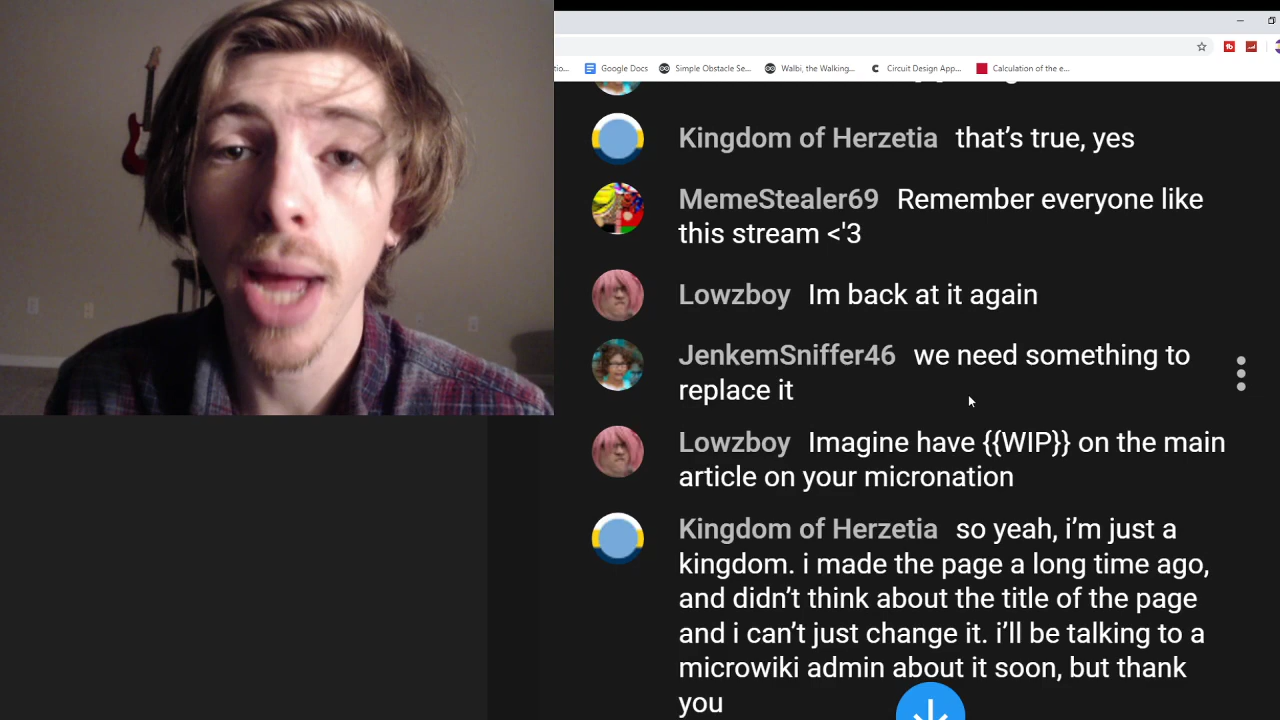 tio...
Google Docs
Simple Obstacle Se...
Walbi, the Walking...
Circuit Design App...
Calculation of the e...
Kingdom of Herzetia that's true, yes
MemeStealer69 Remember everyone like
this stream <'3
Lowzboy Im back at it again
JenkemSniffer46 we need something to
replace it
Lowzboy Imagine have {{WIP}} on the main
article on your micronation
Kingdom of Herzetia so yeah, i’m just a
kingdom. i made the page a long time ago,
and didn’t think about the title of the page
and i can’t just change it. i’ll be talking to a
microwiki admin about it soon, but thank
you